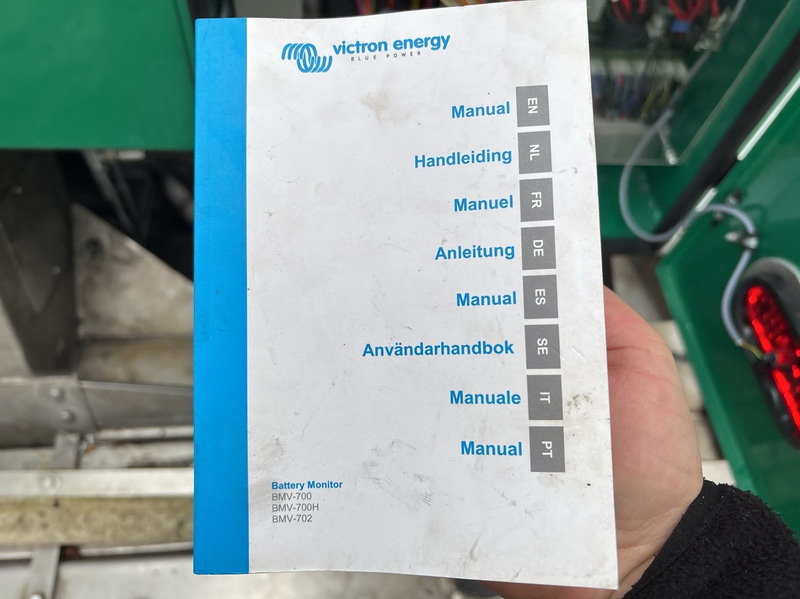 victron energy
BLUE POWER
Manual EN
Handleiding NL
Manuel FR
Anleitung DE
Manual ES
Användarhandbok SE
Manuale IT
Manual PT
Battery Monitor
BMV-700
BMV-700H
BMV-702